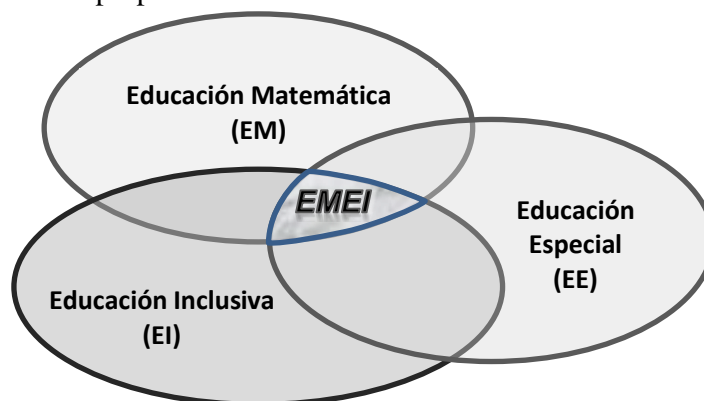 Educación Matemática
(EM)
EMEI
Educación
Especial
(EE)
Educación Inclusiva
(EI)